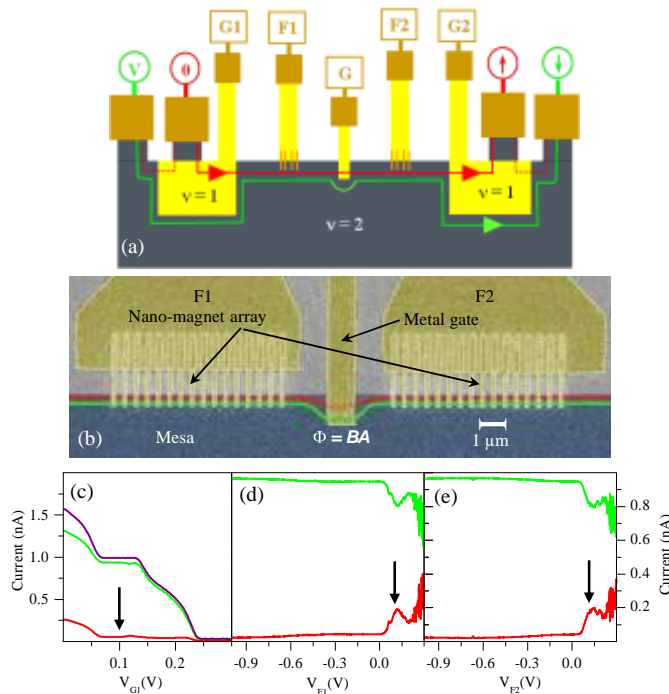 G1 F1 F2 G2
V 0 G ↑ ↓
ν=1 ν=1
ν=2
(a)
F1 F2
Nano-magnet array Metal gate
Mesa Φ = BA 1 μm
(b)
(c) (d) (e)
Current (nA)
1.5
1.0
0.5
0.8
0.6
0.4
0.2
Current (nA)
0.1 0.2 -0.9 -0.6 -0.3 0.0 -0.9 -0.6 -0.3 0.0
V_G1(V) V_F1(V) V_F2(V)